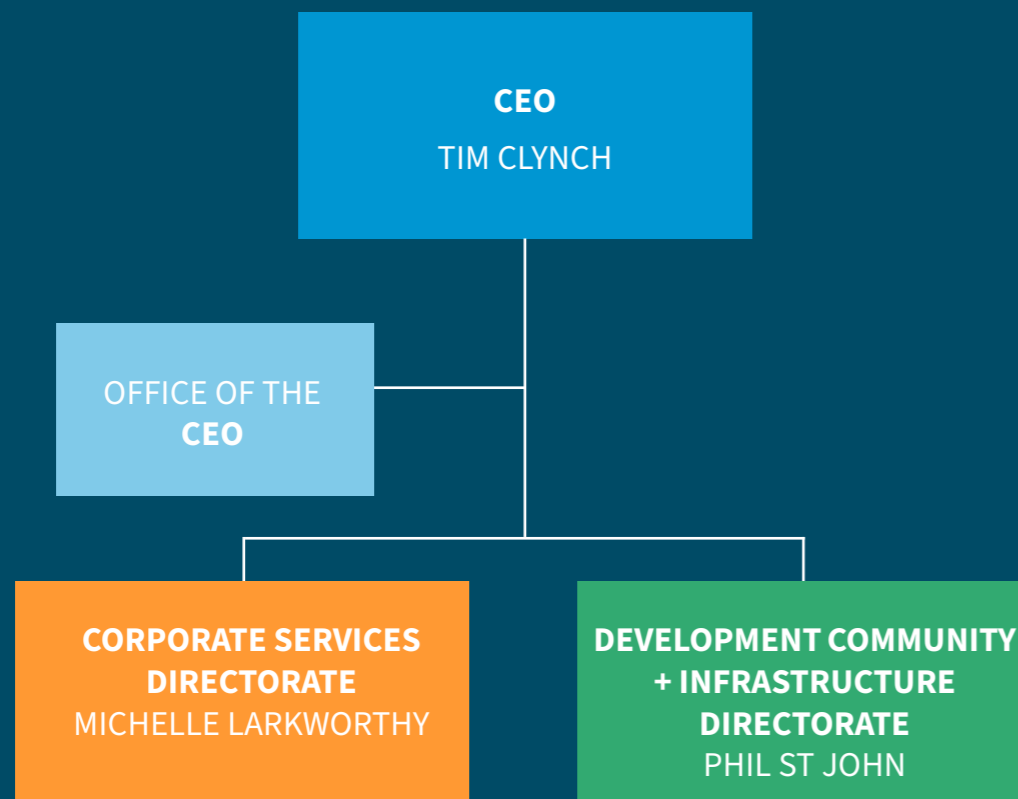 CEO
TIM CLYNCH
OFFICE OF THE
CEO
CORPORATE SERVICES
DIRECTORATE
MICHELLE LARKWORTHY
DEVELOPMENT COMMUNITY
+ INFRASTRUCTURE
DIRECTORATE
PHIL ST JOHN